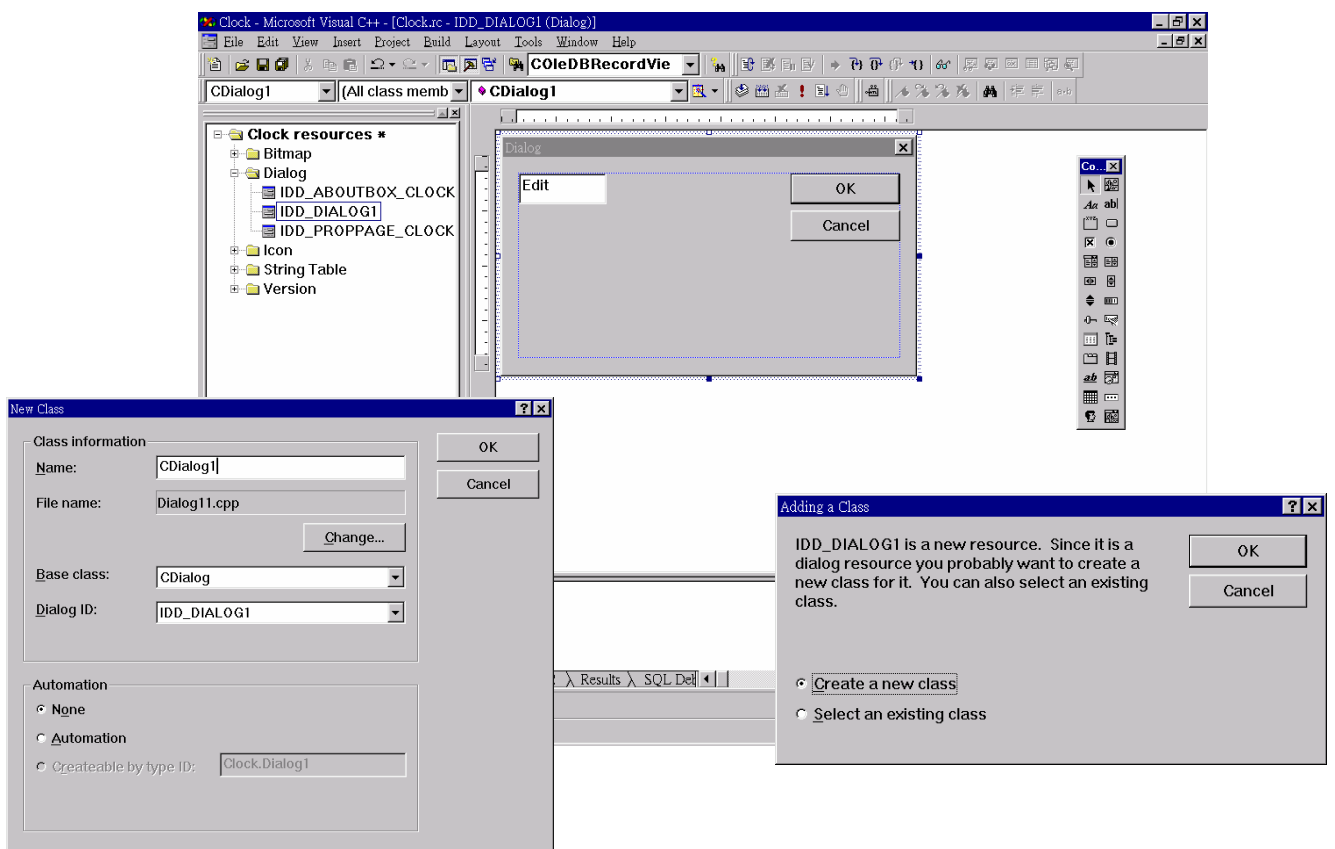 Clock - Microsoft Visual C++ - [Clock.rc - IDD_DIALOG1 (Dialog)]
File Edit View Insert Project Build Layout Tools Window Help
COleDBRecordVie
CDialog1 (All class memb CDialog1
Clock resources *
Bitmap
Dialog
IDD_ABOUTBOX_CLOCK
IDD_DIALOG1
IDD_PROPPAGE_CLOCK
Icon
String Table
Version
Dialog
Edit
OK
Cancel
Co...
Aa ab|
ab
New Class
Class information
Name: CDialog1
File name: Dialog11.cpp
Change...
Base class: CDialog
Dialog ID: IDD_DIALOG1
OK
Cancel
Automation
None
Automation
Createable by type ID: Clock.Dialog1
Results SQL Del
Adding a Class
IDD_DIALOG1 is a new resource. Since it is a
dialog resource you probably want to create a
new class for it. You can also select an existing
class.
OK
Cancel
Create a new class
Select an existing class